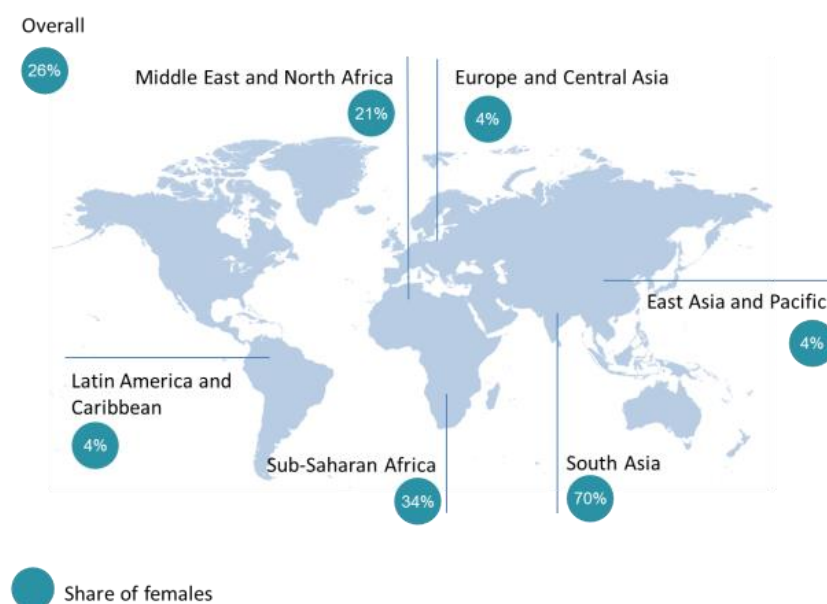 Overall
26%
Middle East and North Africa
21%
Europe and Central Asia
4%
East Asia and Pacific
4%
Latin America and
Caribbean
4%
Sub-Saharan Africa
34%
South Asia
70%
Share of females